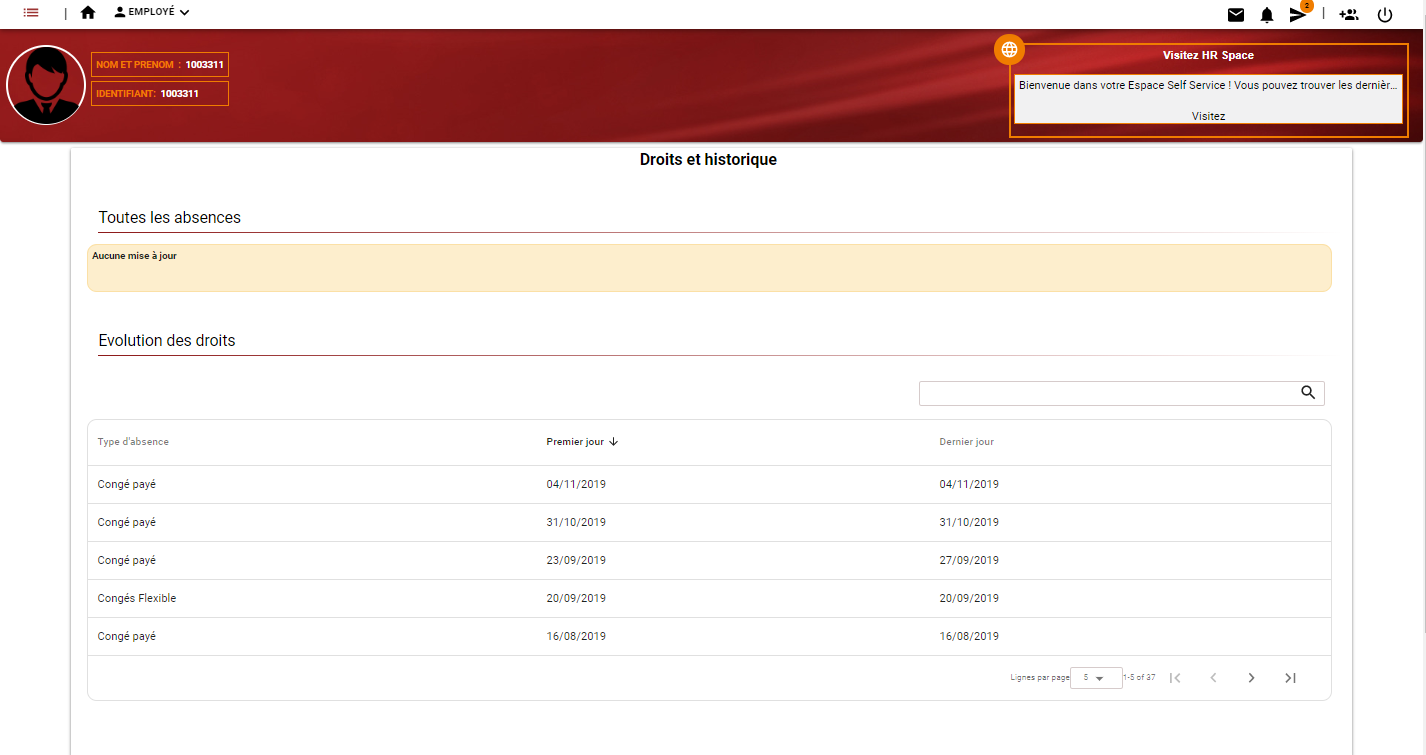 | EMPLOYÉ 2 |
NOM ET PRENOM : 1003311
IDENTIFIANT: 1003311
Visitez HR Space
Bienvenue dans votre Espace Self Service ! Vous pouvez trouver les dernièr...
Visitez
Droits et historique
Toutes les absences
Aucune mise à jour
Evolution des droits
Type d'absence Premier jour Dernier jour
Congé payé 04/11/2019 04/11/2019
Congé payé 31/10/2019 31/10/2019
Congé payé 23/09/2019 27/09/2019
Congés Flexible 20/09/2019 20/09/2019
Congé payé 16/08/2019 16/08/2019
Lignes par page 5 1-5 of 37